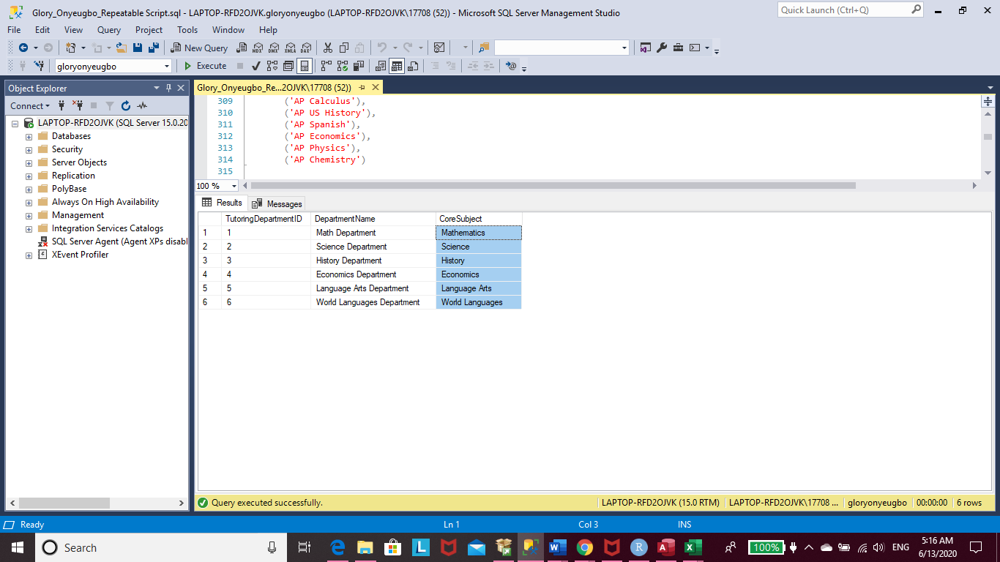 Glory_Onyeugbo_Repeatable Script.sql - LAPTOP-RFD2OJVK.gloryonyeugbo (LAPTOP-RFD2OJVK\17708 (52)) - Microsoft SQL Server Management Studio
Quick Launch (Ctrl+Q)
File Edit View Query Project Tools Window Help
New Query MDX DMX XMLA DAX
gloryonyeugbo Execute
Object Explorer
Connect
LAPTOP-RFD2OJVK (SQL Server 15.0.20
Databases
Security
Server Objects
Replication
PolyBase
Always On High Availability
Management
Integration Services Catalogs
SQL Server Agent (Agent XPs disabl
XEvent Profiler
Glory_Onyeugbo_Re...2OJVK\17708 (52))
309 ('AP Calculus'),
310 ('AP US History'),
311 ('AP Spanish'),
312 ('AP Economics'),
313 ('AP Physics'),
314 ('AP Chemistry')
315
100 %
Results Messages
TutoringDepartmentID DepartmentName CoreSubject
1 1 Math Department Mathematics
2 2 Science Department Science
3 3 History Department History
4 4 Economics Department Economics
5 5 Language Arts Department Language Arts
6 6 World Languages Department World Languages
Query executed successfully. LAPTOP-RFD2OJVK (15.0 RTM) LAPTOP-RFD2OJVK\17708 ... gloryonyeugbo 00:00:00 6 rows
Ready Ln 1 Col 3 INS
Search
100% ENG
5:16 AM
6/13/2020